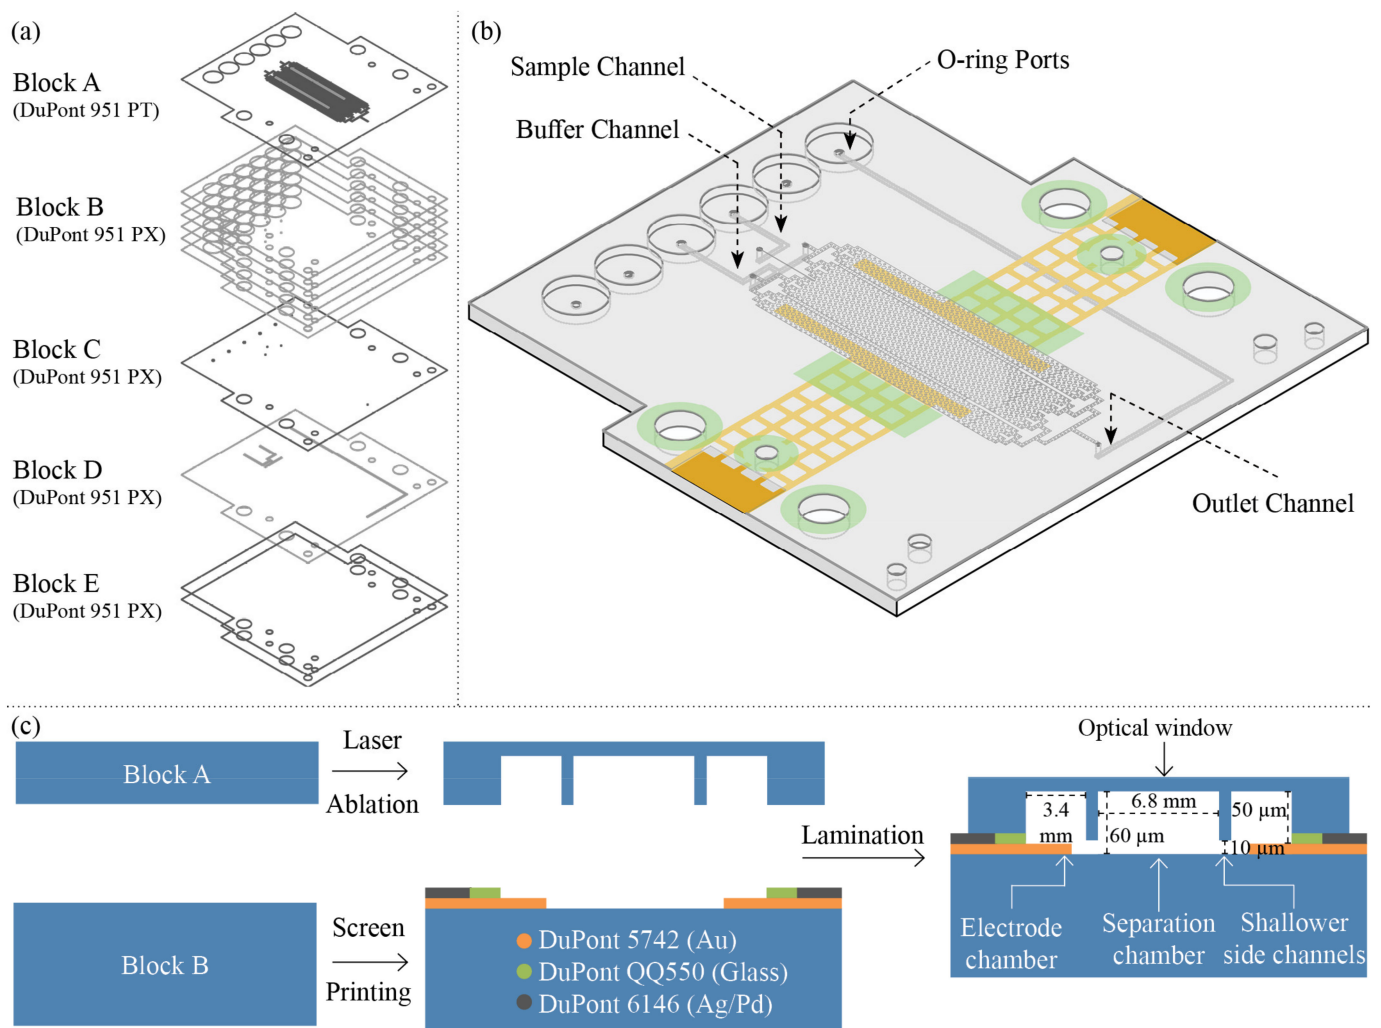 (a)
Block A
(DuPont 951 PT)
Block B
(DuPont 951 PX)
Block C
(DuPont 951 PX)
Block D
(DuPont 951 PX)
Block E
(DuPont 951 PX)
(b)
Sample Channel
O-ring Ports
Buffer Channel
Outlet Channel
(c)
Block A
Laser
Ablation
Block B
Screen
Printing
DuPont 5742 (Au)
DuPont QQ550 (Glass)
DuPont 6146 (Ag/Pd)
Lamination
Optical window
3.4
mm
6.8 mm
60 μm
50 μm
10 μm
Electrode
chamber
Separation
chamber
Shallower
side channels